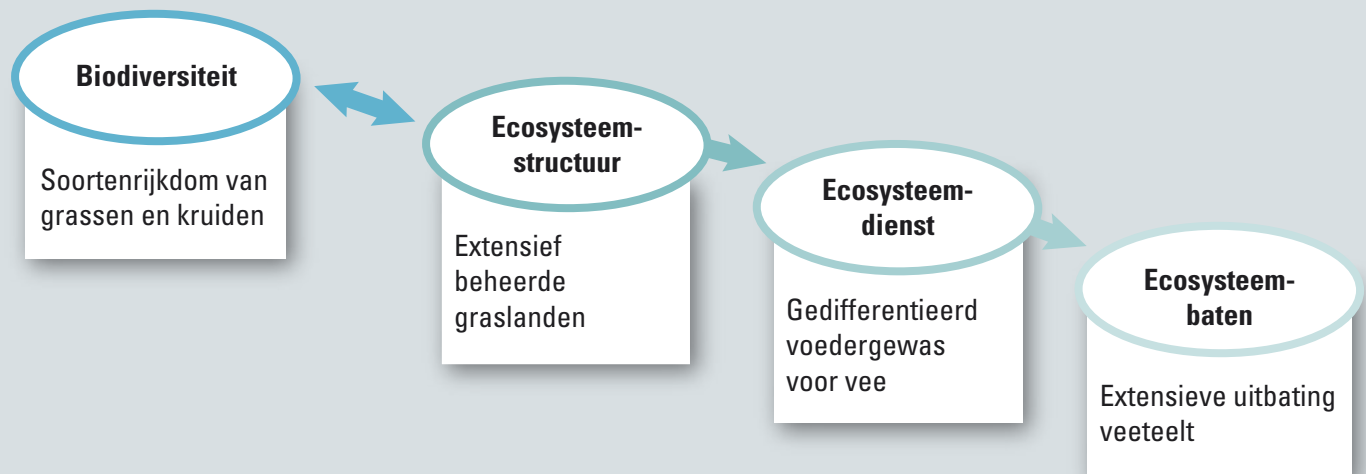 Biodiversiteit
Soortenrijkdom van
grassen en kruiden
Ecosysteem-
structuur
Extensief
beheerde
graslanden
Ecosysteem-
dienst
Gedifferentieerd
voedergewas
voor vee
Ecosysteem-
baten
Extensieve uitbating
veeteelt